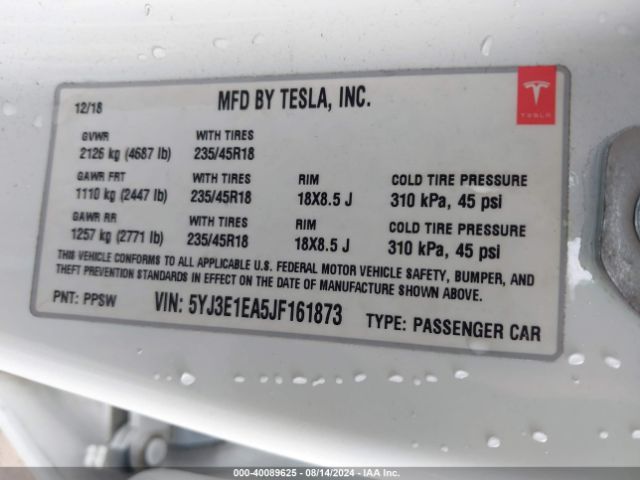 12/18
MFD BY TESLA, INC.
TESLA
GVWR WITH TIRES
2126 kg (4687 lb) 235/45R18
GAWR FRT WITH TIRES RIM COLD TIRE PRESSURE
1110 kg (2447 lb) 235/45R18 18X8.5 J 310 kPa, 45 psi
GAWR RR WITH TIRES RIM COLD TIRE PRESSURE
1257 kg (2771 lb) 235/45R18 18X8.5 J 310 kPa, 45 psi
THIS VEHICLE CONFORMS TO ALL APPLICABLE U.S. FEDERAL MOTOR VEHICLE SAFETY, BUMPER, AND
THEFT PREVENTION STANDARDS IN EFFECT ON THE DATE OF MANUFACTURE SHOWN ABOVE.
PNT: PPSW VIN: 5YJ3E1EA5JF161873 TYPE: PASSENGER CAR
000-40089625 - 08/14/2024 - IAA Inc.